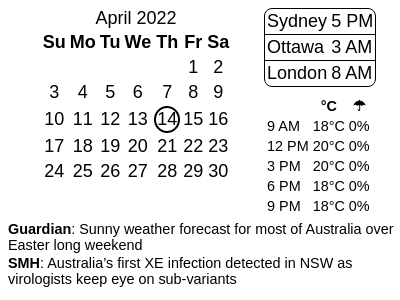 April 2022
Su Mo Tu We Th Fr Sa
1 2
3 4 5 6 7 8 9
10 11 12 13 14 15 16
17 18 19 20 21 22 23
24 25 26 27 28 29 30
Sydney 5 PM
Ottawa 3 AM
London 8 AM
°C ☂
9 AM 18°C 0%
12 PM 20°C 0%
3 PM 20°C 0%
6 PM 18°C 0%
9 PM 18°C 0%
Guardian: Sunny weather forecast for most of Australia over
Easter long weekend
SMH: Australia’s first XE infection detected in NSW as
virologists keep eye on sub-variants